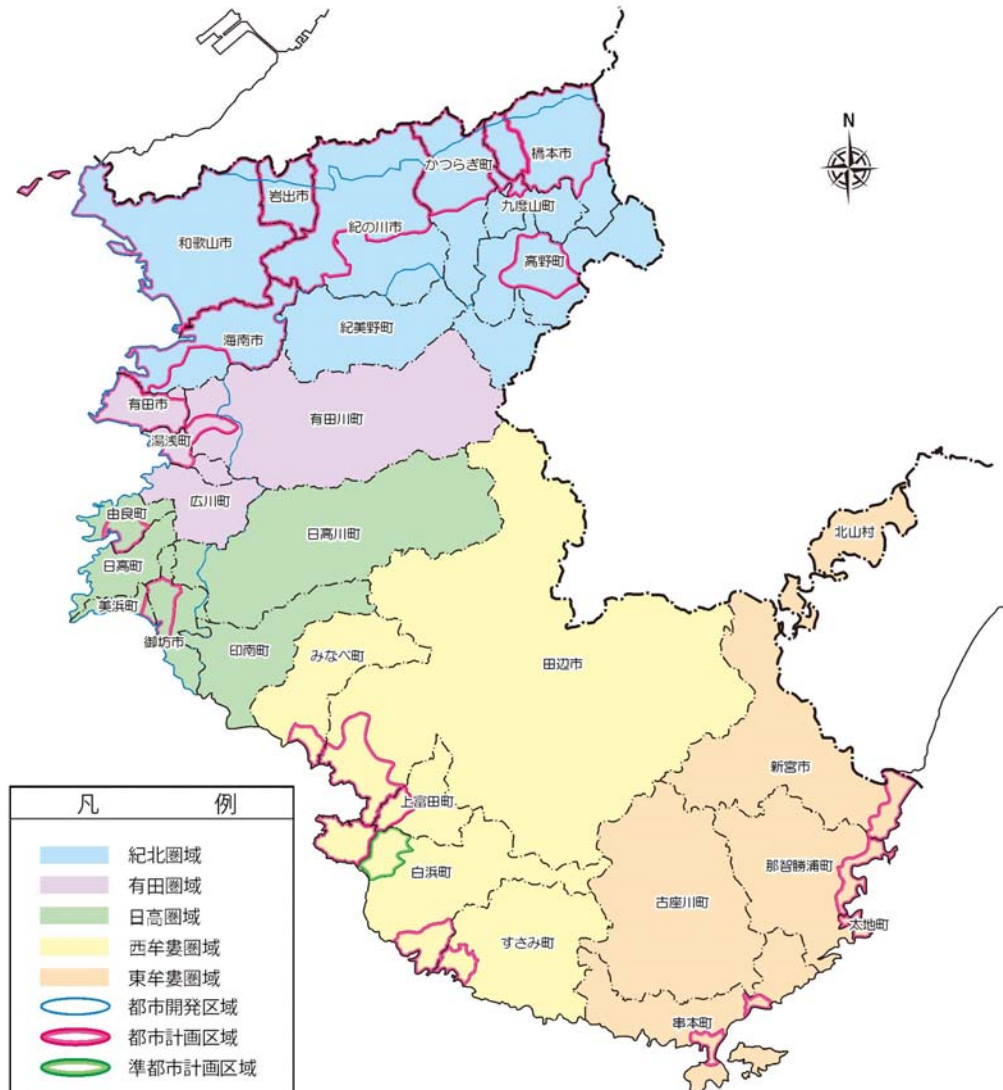 N
橋本市
かつらぎ町
岩出市
九度山町
紀の川市
和歌山市
高野町
紀美野町
海南市
有田市
有田川町
湯浅町
広川町
由良町
日高川町
北山村
日高町
美浜町
御坊市
印南町
みなべ町
田辺市
新宮市
上富田町
那智勝浦町
白浜町
古座川町
太地町
すさみ町
串本町
凡 例
紀北圏域
有田圏域
日高圏域
西牟婁圏域
東牟婁圏域
都市開発区域
都市計画区域
準都市計画区域